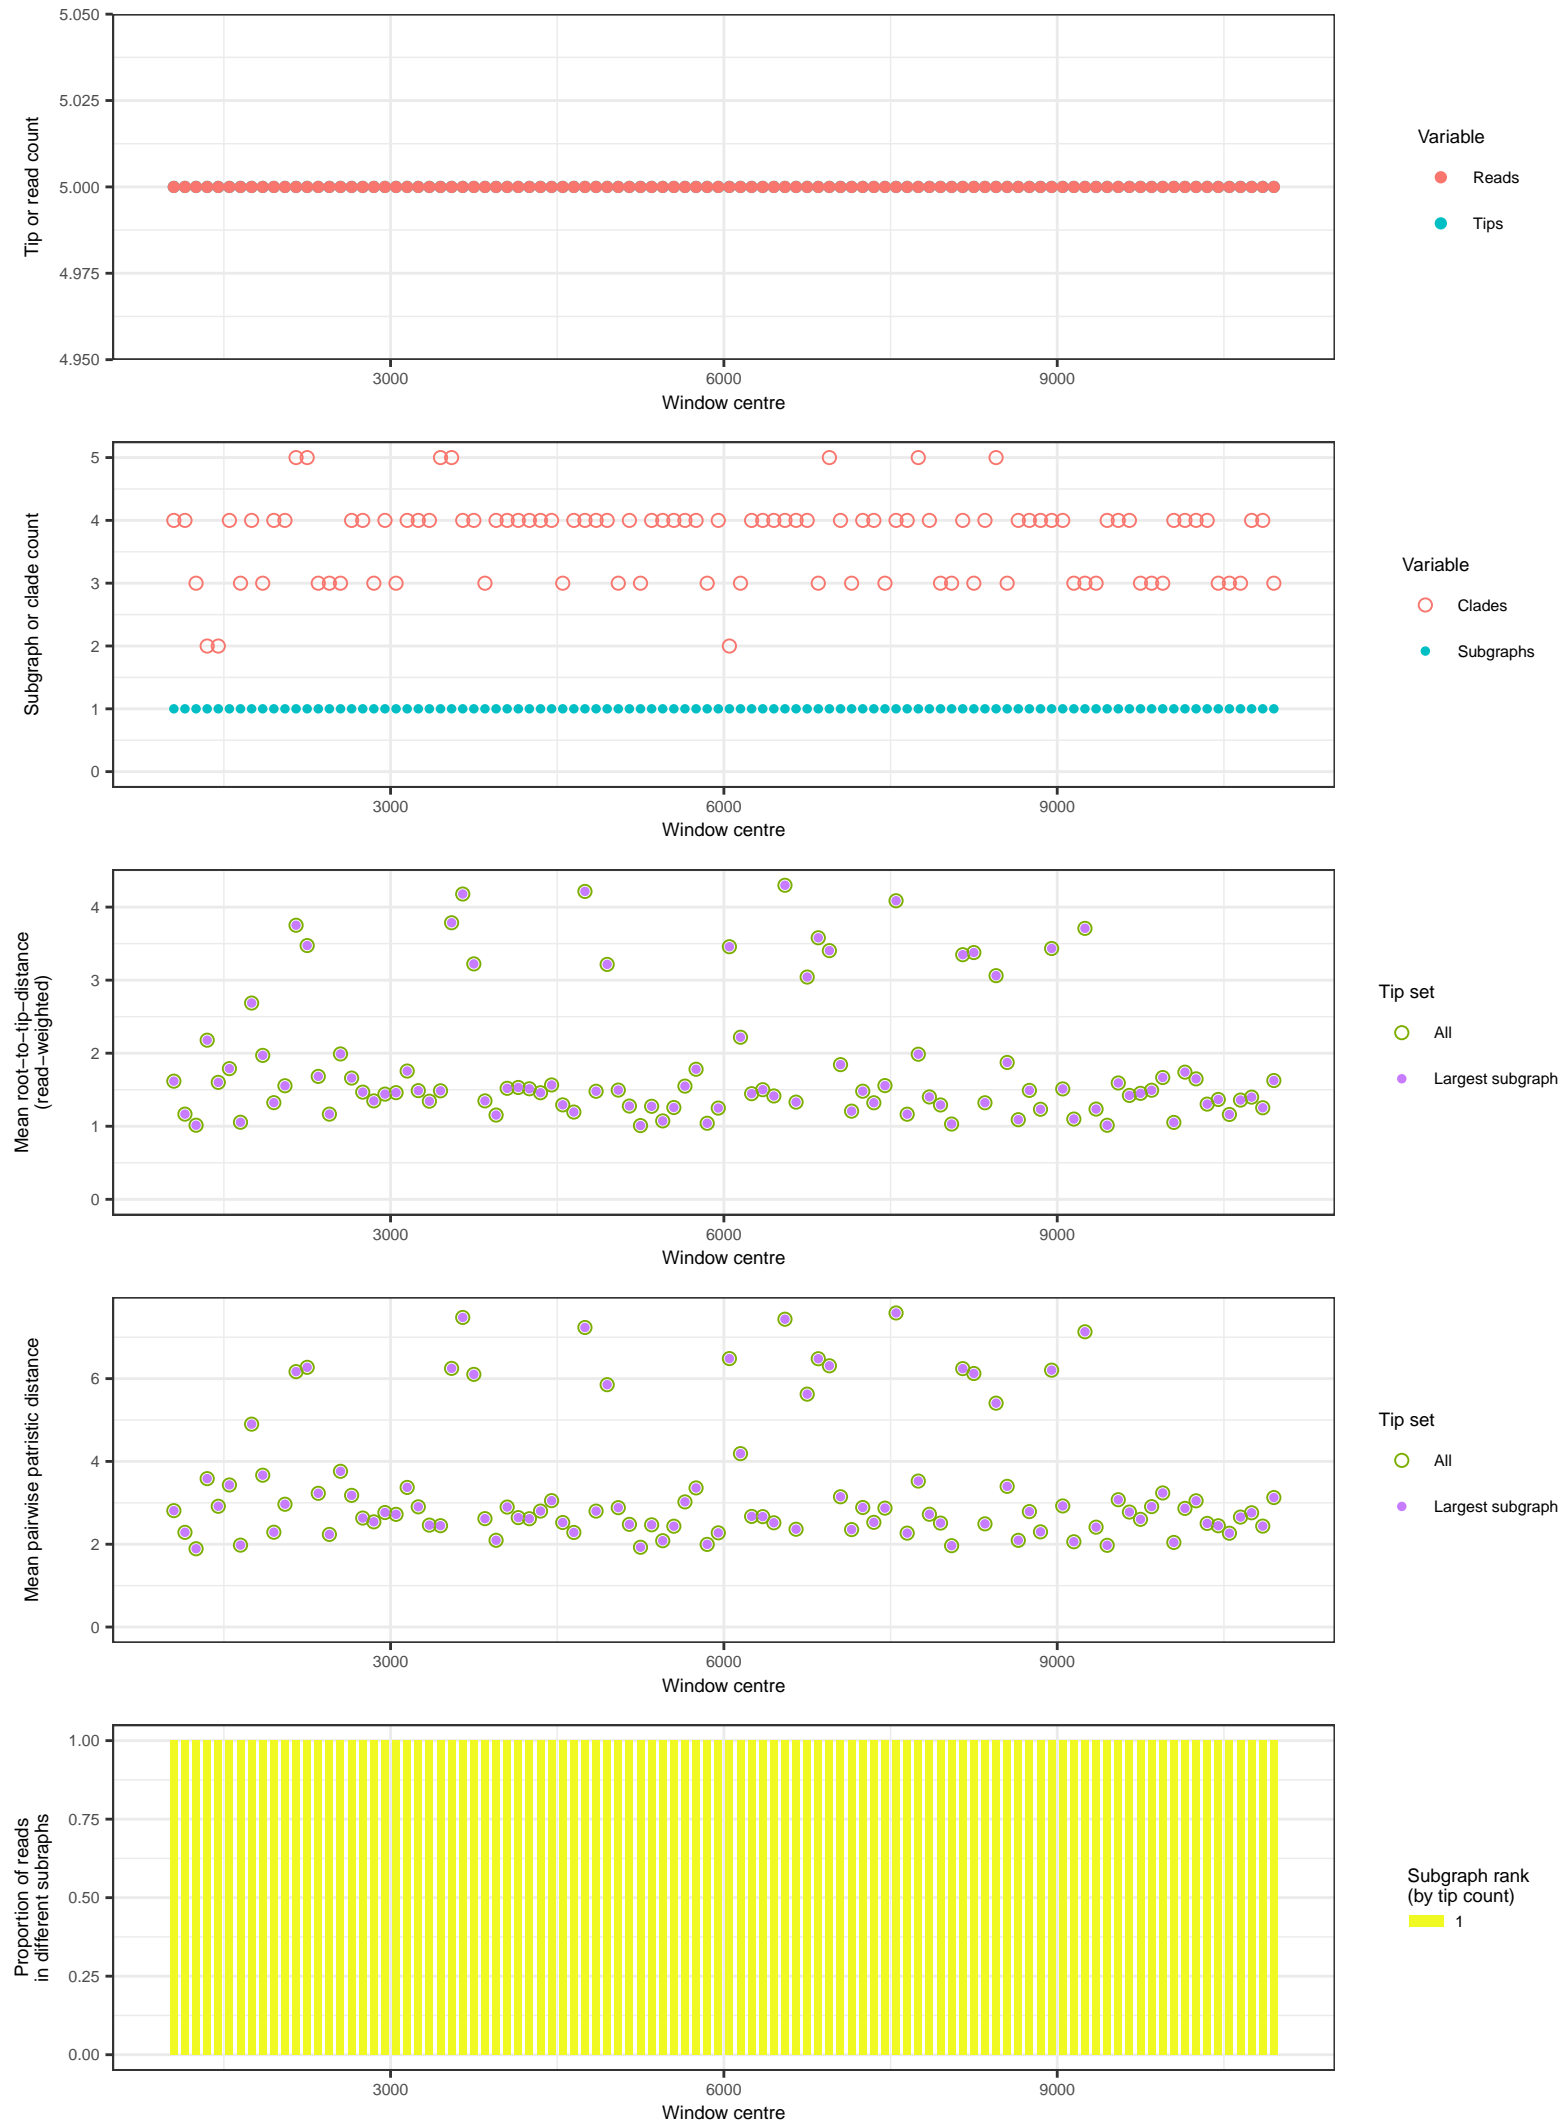 5.050
5.025
5.000
4.975
4.950
Tip or read count
3000
6000
9000
Window centre
Variable
Reads
Tips
5
4
3
2
1
0
Subgraph or clade count
3000
6000
9000
Window centre
Variable
Clades
Subgraphs
4
3
2
1
0
Mean root−to−tip−distance
(read−weighted)
3000
6000
9000
Window centre
Tip set
All
Largest subgraph
6
4
2
0
Mean pairwise patristic distance
3000
6000
9000
Window centre
Tip set
All
Largest subgraph
1.00
0.75
0.50
0.25
0.00
Proportion of reads
in different subraphs
3000
6000
9000
Window centre
Subgraph rank
(by tip count)
1